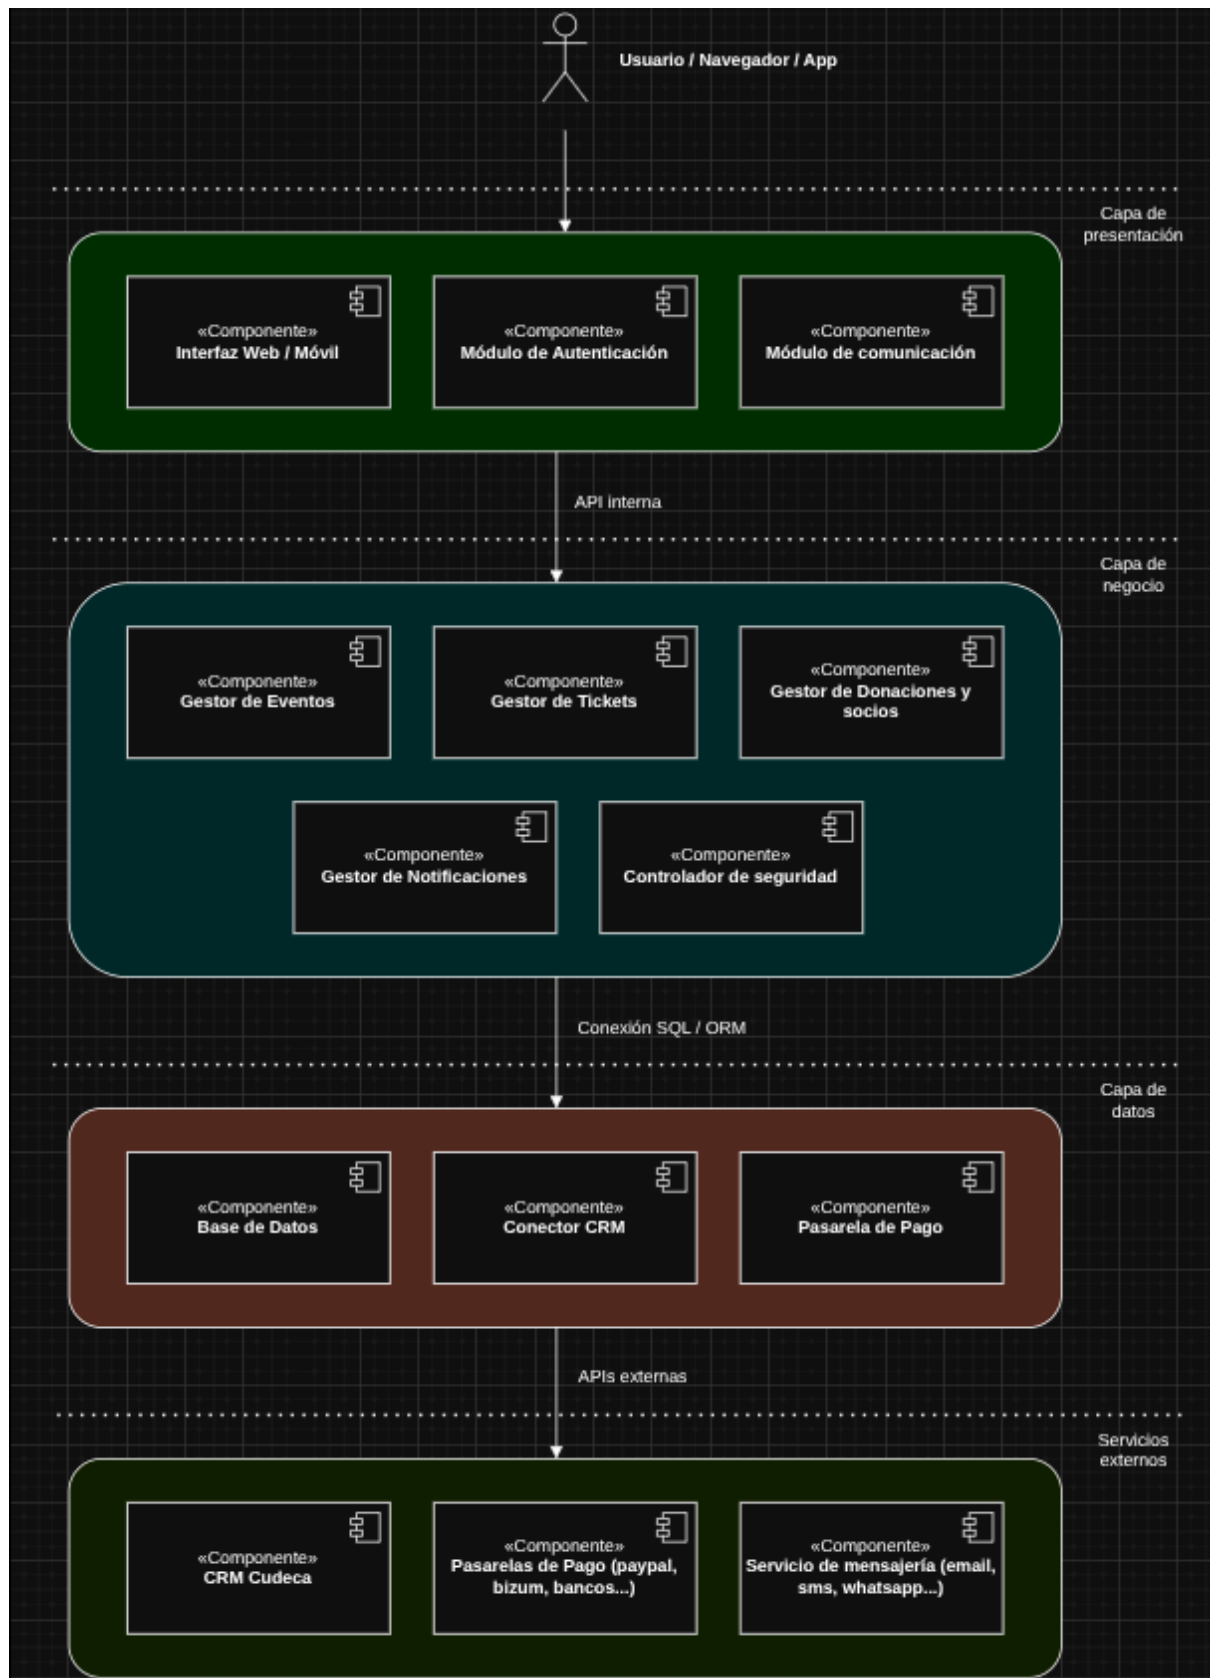 Usuario / Navegador / App
Capa de
presentación
«Componente»
Interfaz Web / Móvil
«Componente»
Módulo de Autenticación
«Componente»
Módulo de comunicación
API interna
Capa de
negocio
«Componente»
Gestor de Eventos
«Componente»
Gestor de Tickets
«Componente»
Gestor de Donaciones y
socios
«Componente»
Gestor de Notificaciones
«Componente»
Controlador de seguridad
Conexión SQL / ORM
Capa de
datos
«Componente»
Base de Datos
«Componente»
Conector CRM
«Componente»
Pasarela de Pago
APIs externas
Servicios
externos
«Componente»
CRM Cudeca
«Componente»
Pasarelas de Pago (paypal,
bizum, bancos...)
«Componente»
Servicio de mensajería (email,
sms, whatsapp...)